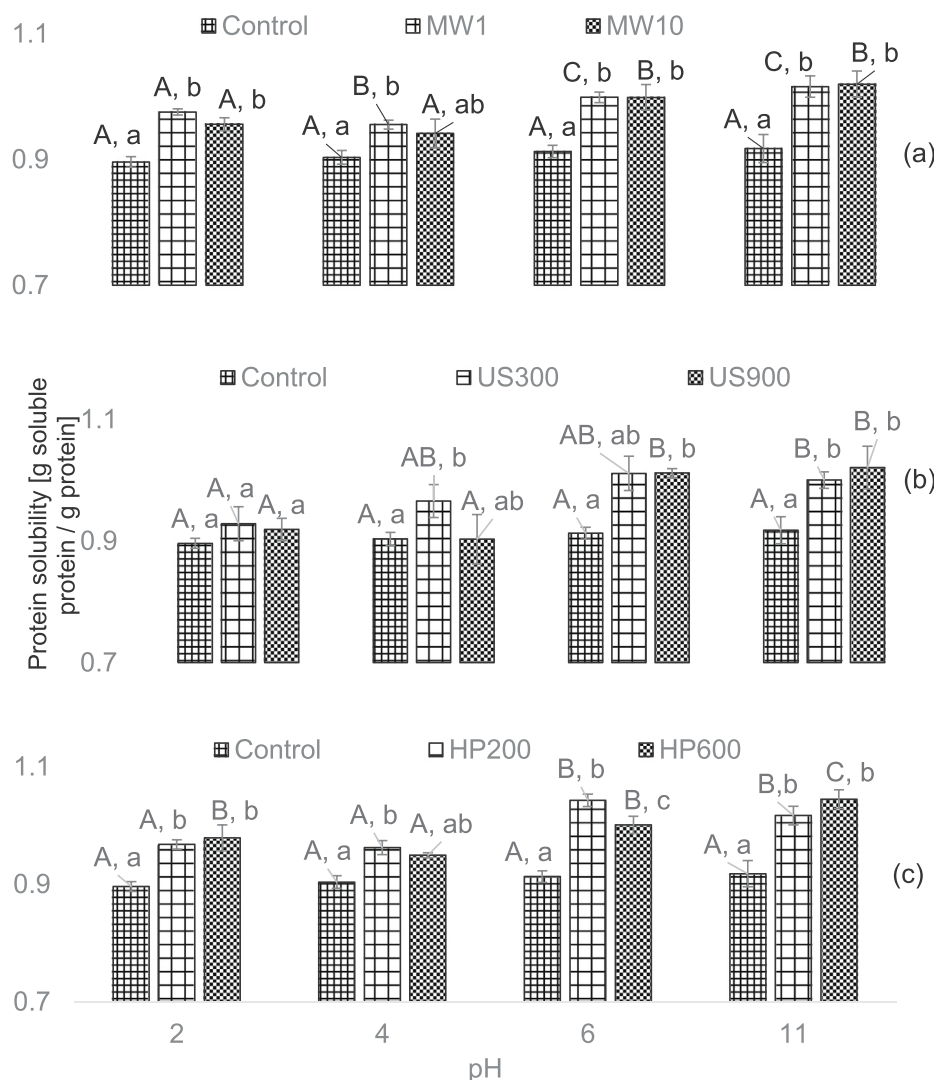 Control MW1 MW10
1.1
A, b A, b B, b A, ab C, b B, b C, b B, b
A, a A, a A, a A, a
0.9
(a)
0.7
Control US300 US900
1.1
AB, b AB, ab B, b B, b B, b
A, a A, a A, a A, a A, ab A, a A, a
0.9
(b)
0.7
Protein solubility [g soluble
protein / g protein]
Control HP200 HP600
1.1
A, b B, b A, b A, ab B, b B, c B,b C, b
A, a A, a A, a A, a
0.9
(c)
0.7
2 4 6 11
pH